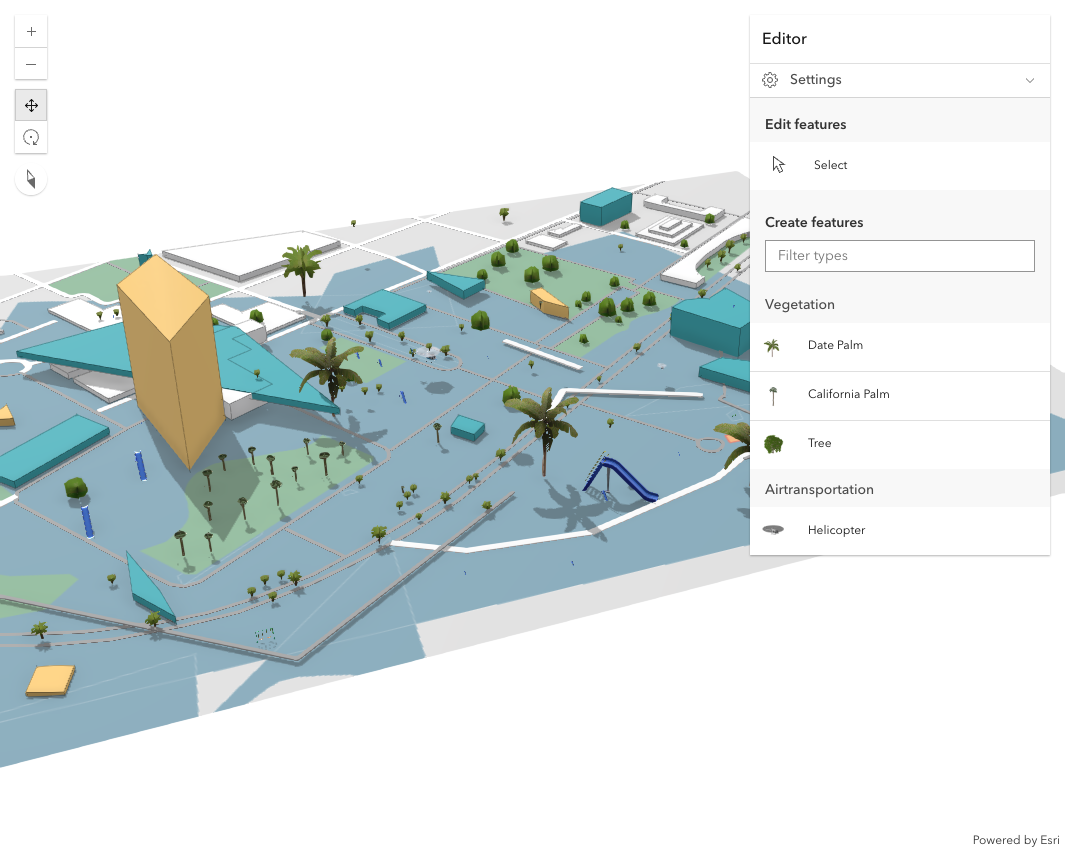 Editor
Settings
Edit features
Select
Create features
Filter types
Vegetation
Date Palm
California Palm
Tree
Airtransportation
Helicopter
Powered by Esri